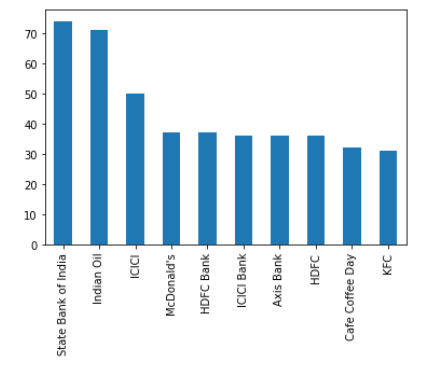 70
60
50
40
30
20
10
0
State Bank of India
Indian Oil
ICICI
McDonald's
HDFC Bank
ICICI Bank
Axis Bank
HDFC
Cafe Coffee Day
KFC